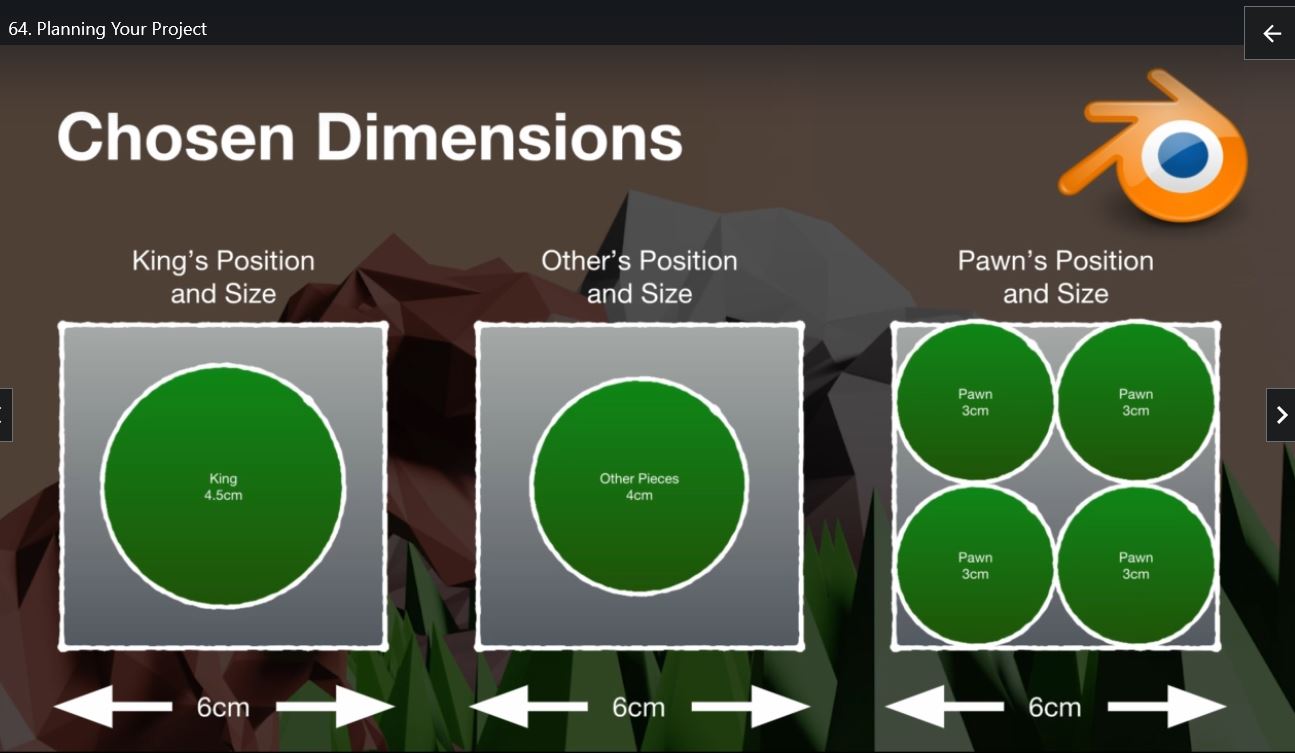 64. Planning Your Project
Chosen Dimensions
King's Position
and Size
Other's Position
and Size
Pawn's Position
and Size
King
4.5cm
Other Pieces
4cm
Pawn
3cm
Pawn
3cm
Pawn
3cm
Pawn
3cm
6cm
6cm
6cm